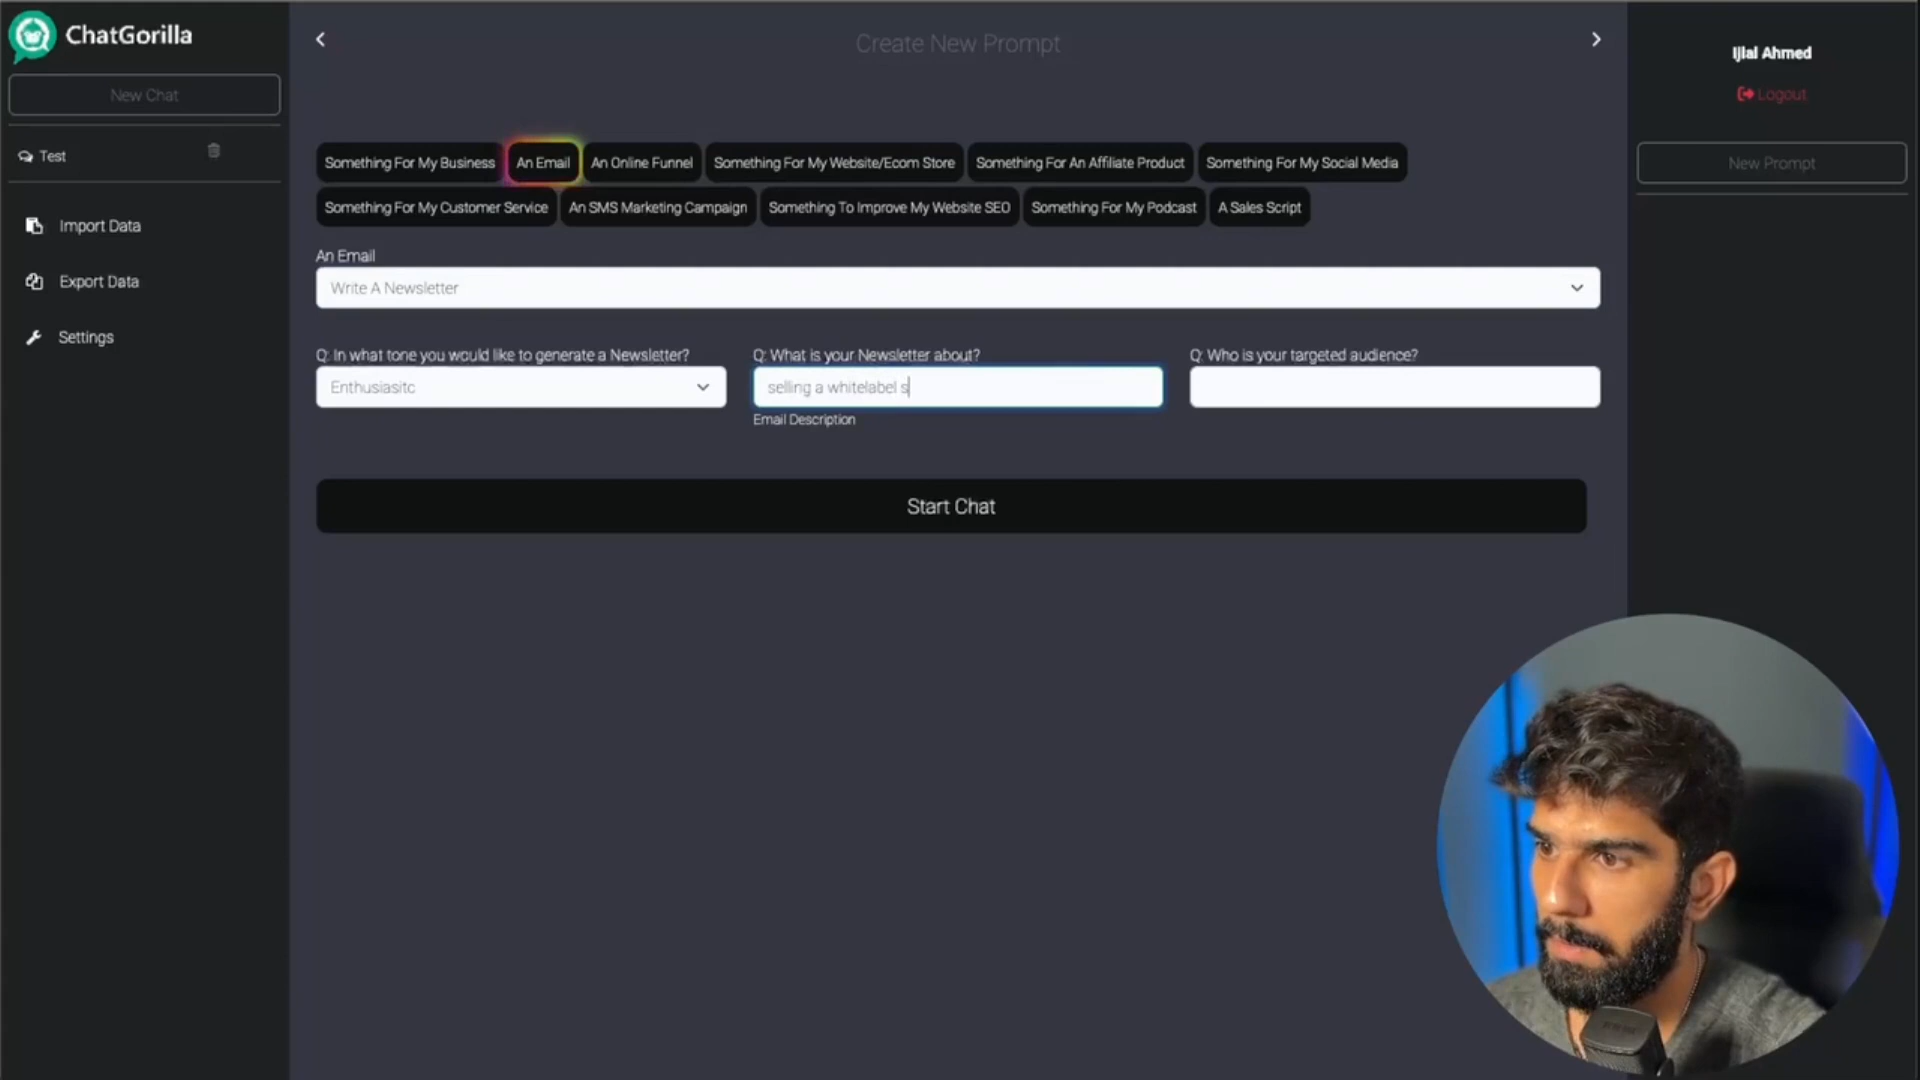 ChatGorilla
New Chat
Test
Import Data
Export Data
Settings
Create New Prompt
Something For My Business An Email An Online Funnel Something For My Website/Ecom Store Something For An Affiliate Product Something For My Social Media
Something For My Customer Service An SMS Marketing Campaign Something To Improve My Website SEO Something For My Podcast A Sales Script
An Email
Write A Newsletter
Q: In what tone you would like to generate a Newsletter? Q: What is your Newsletter about? Q: Who is your targeted audience?
Enthusiasitc selling a whitelabel s
Email Description
Start Chat
Ijlal Ahmed
Logout
New Prompt